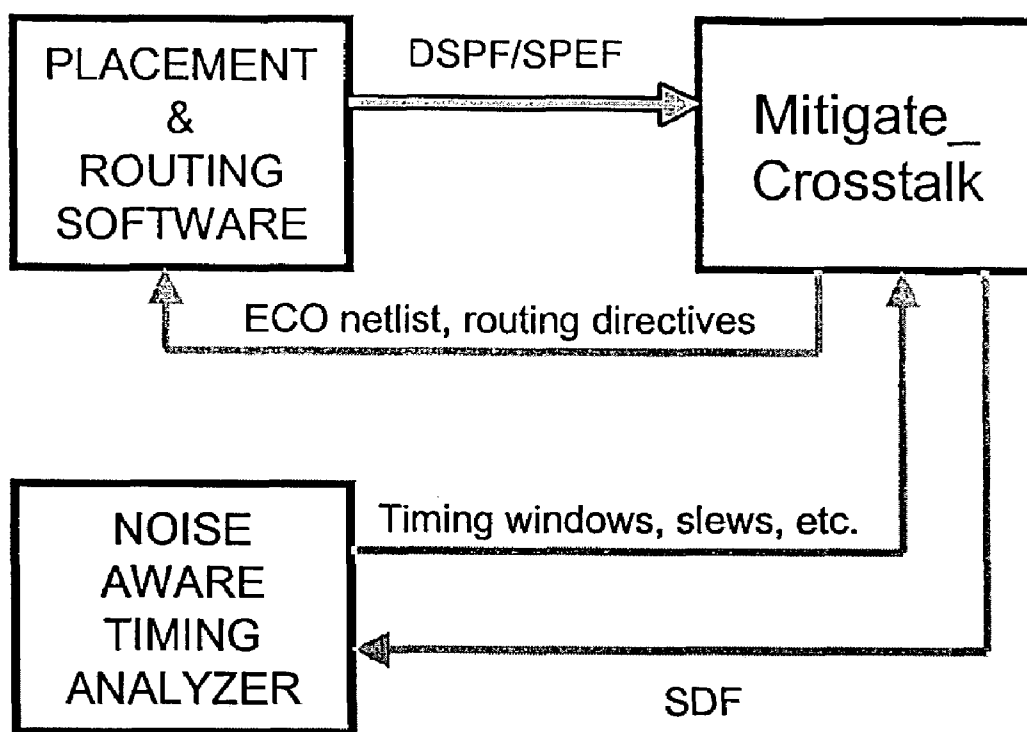 PLACEMENT
&
ROUTING
SOFTWARE
DSPF/SPEF
Mitigate_
Crosstalk
ECO netlist, routing directives
NOISE
AWARE
TIMING
ANALYZER
Timing windows, slews, etc.
SDF